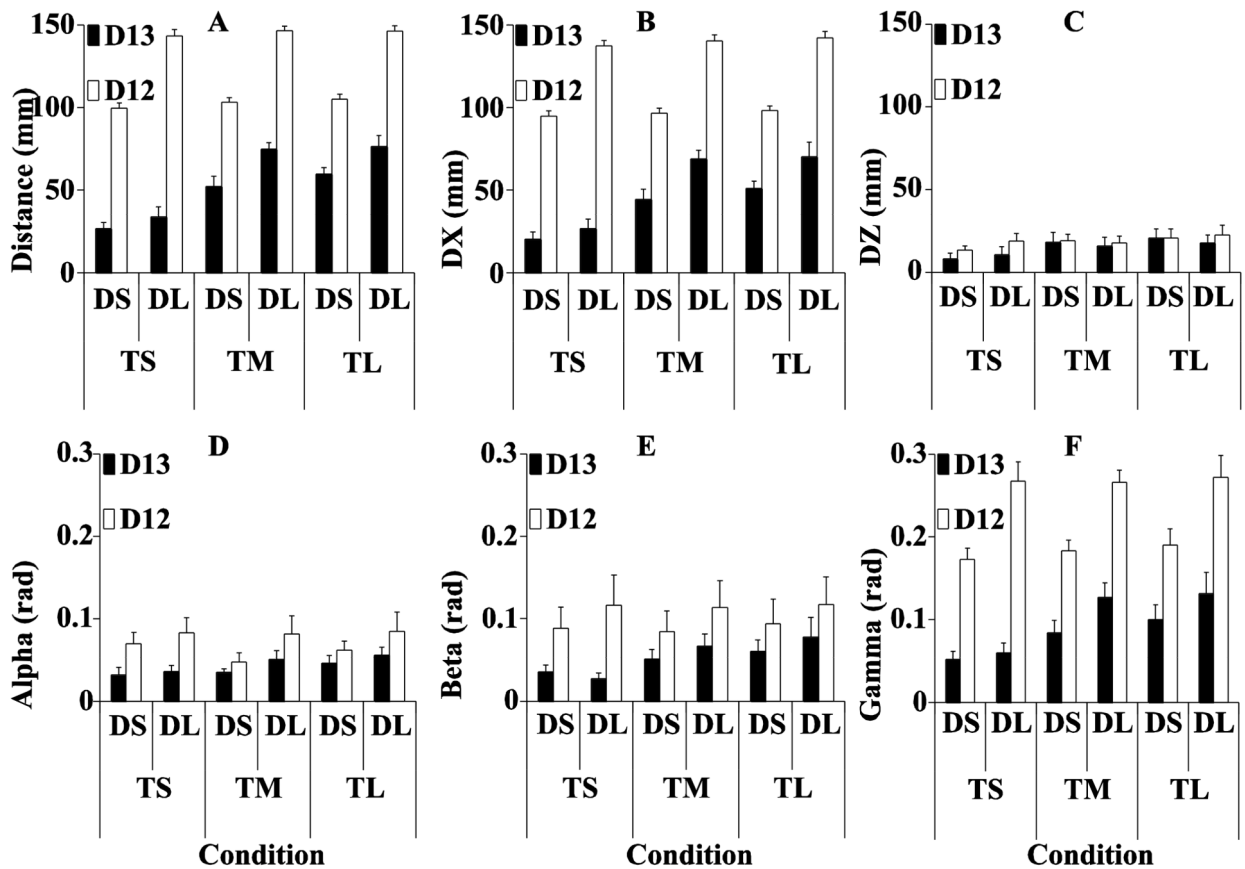 A
Distance (mm)
150
100
50
0
D13
D12
DS DL DS DL DS DL
TS TM TL
B
DX (mm)
150
100
50
0
D13
D12
DS DL DS DL DS DL
TS TM TL
C
DZ (mm)
150
100
50
0
D13
D12
DS DL DS DL DS DL
TS TM TL
D
Alpha (rad)
0.3
0.2
0.1
0
D13
D12
DS DL DS DL DS DL
TS TM TL
Condition
E
Beta (rad)
0.3
0.2
0.1
0
D13
D12
DS DL DS DL DS DL
TS TM TL
Condition
F
Gamma (rad)
0.3
0.2
0.1
0
D13
D12
DS DL DS DL DS DL
TS TM TL
Condition